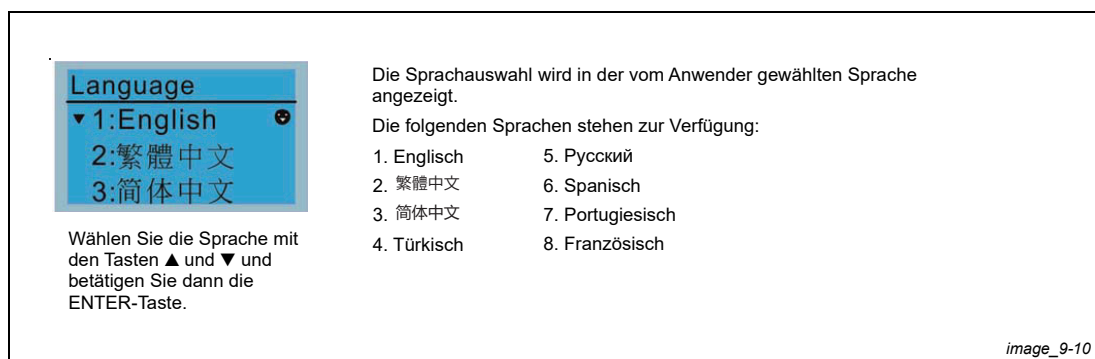 Language
▼1:English
2:繁體中文
3:简体中文
Wählen Sie die Sprache mit
den Tasten ▲ und ▼ und
betätigen Sie dann die
ENTER-Taste.
Die Sprachauswahl wird in der vom Anwender gewählten Sprache
angezeigt.
Die folgenden Sprachen stehen zur Verfügung:
1. Englisch
2. 繁體中文
3. 简体中文
4. Türkisch
5. Русский
6. Spanisch
7. Portugiesisch
8. Französisch
image_9-10